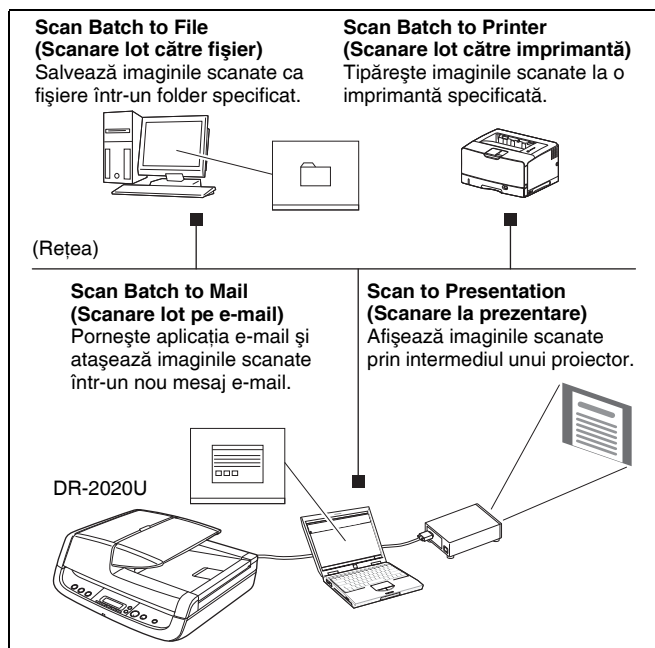 Scan Batch to File
(Scanare lot către fişier)
Salvează imaginile scanate ca
fişiere într-un folder specificat.
Scan Batch to Printer
(Scanare lot către imprimantă)
Tipăreşte imaginile scanate la o
imprimantă specificată.
(Reţea)
Scan Batch to Mail
(Scanare lot pe e-mail)
Porneşte aplicaţia e-mail şi
ataşează imaginile scanate
într-un nou mesaj e-mail.
Scan to Presentation
(Scanare la prezentare)
Afişează imaginile scanate
prin intermediul unui proiector.
DR-2020U